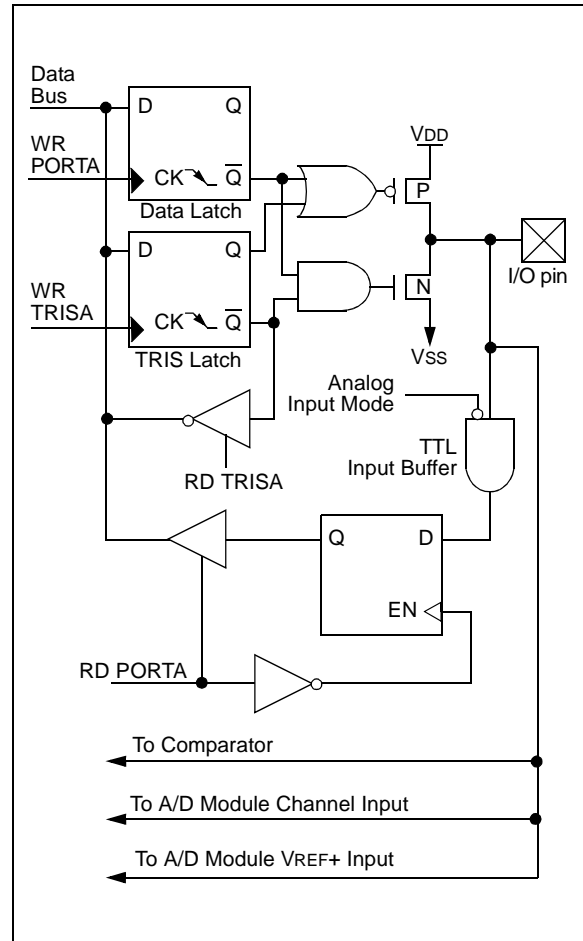 Data
Bus
D Q
WR
PORTA
CK Q
Data Latch
VDD
P
D Q
I/O pin
WR
TRISA
CK Q
N
TRIS Latch
VSS
Analog
Input Mode
TTL
Input Buffer
RD TRISA
Q D
EN
RD PORTA
To Comparator
To A/D Module Channel Input
To A/D Module VREF+ Input